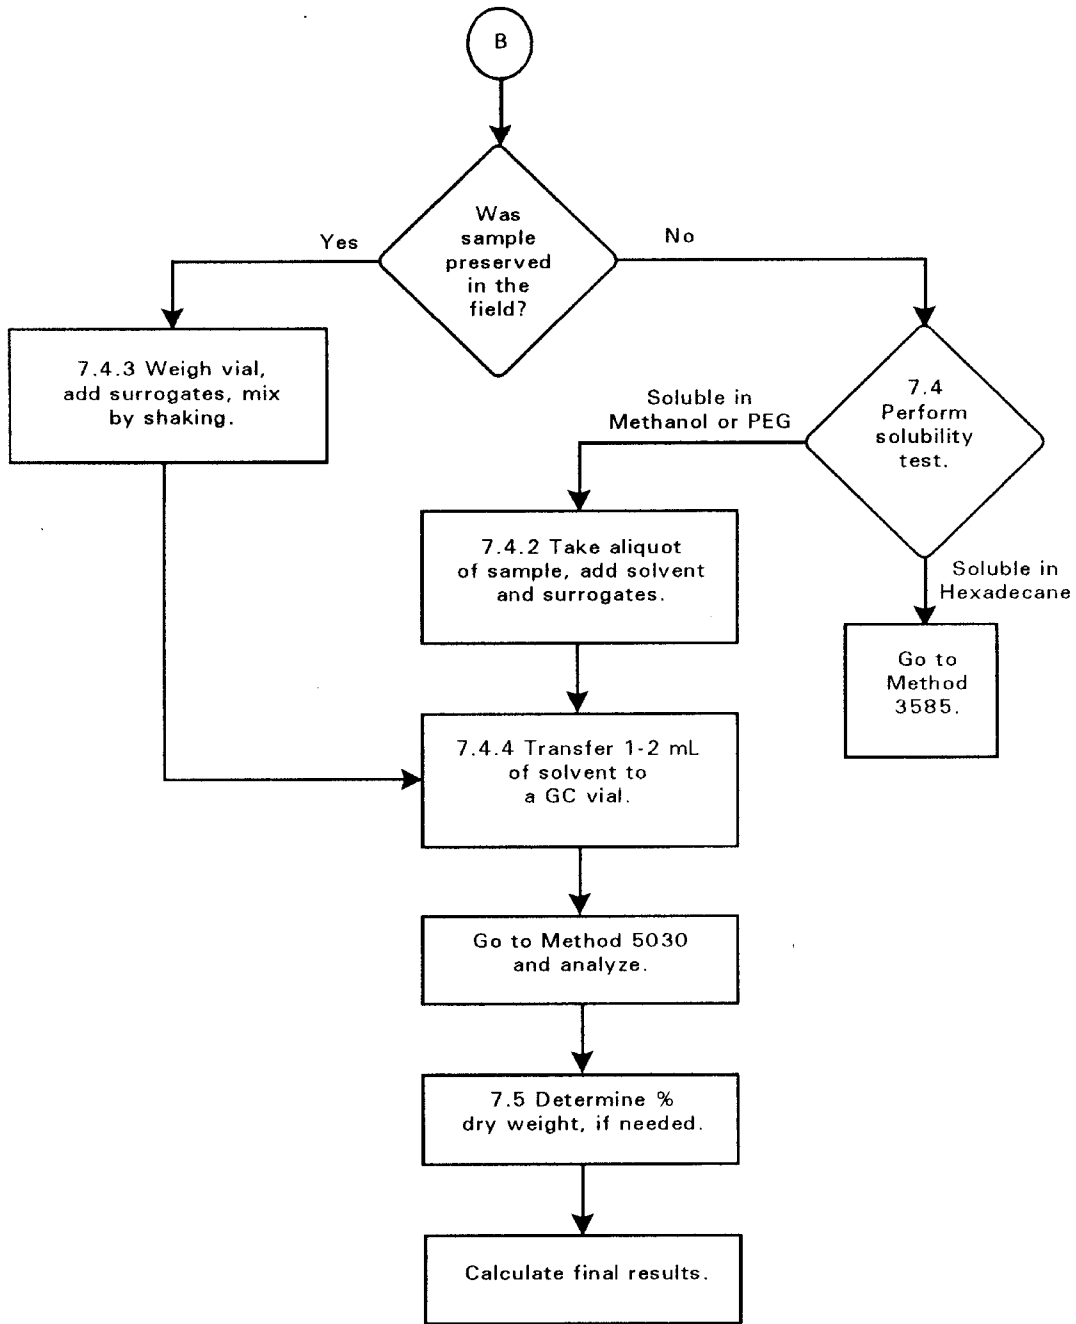 B
Was
sample
preserved
in the
field?
Yes
No
7.4.3 Weigh vial,
add surrogates, mix
by shaking.
7.4
Perform
solubility
test.
Soluble in
Methanol or PEG
7.4.2 Take aliquot
of sample, add solvent
and surrogates.
Soluble in
Hexadecane
Go to
Method
3585.
7.4.4 Transfer 1-2 mL
of solvent to
a GC vial.
Go to Method 5030
and analyze.
7.5 Determine %
dry weight, if needed.
Calculate final results.